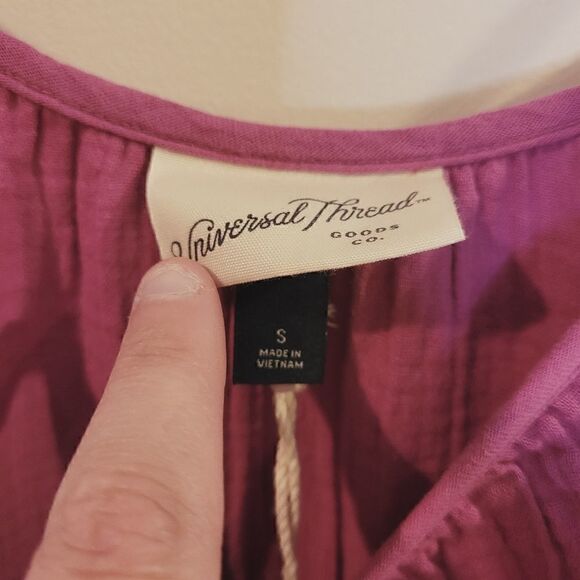 Universal Thread™
GOODS
CO.
S
MADE IN
VIETNAM